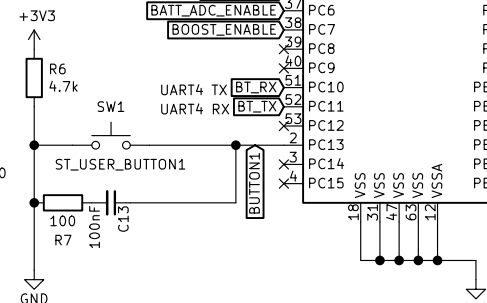 +3V3
R6
4.7k
SW1
ST_USER_BUTTON1
100
R7
100nF
C13
GND
BUTTON1
BATT_ADC_ENABLE 37 PC6
BOOST_ENABLE 38 PC7
39 PC8
40 PC9
UART4 TX BT_RX 51 PC10
UART4 RX BT_TX 52 PC11
53 PC12
2 PC13
3 PC14
4 PC15
VSS VSS VSS VSS VSSA
18 31 47 63 12